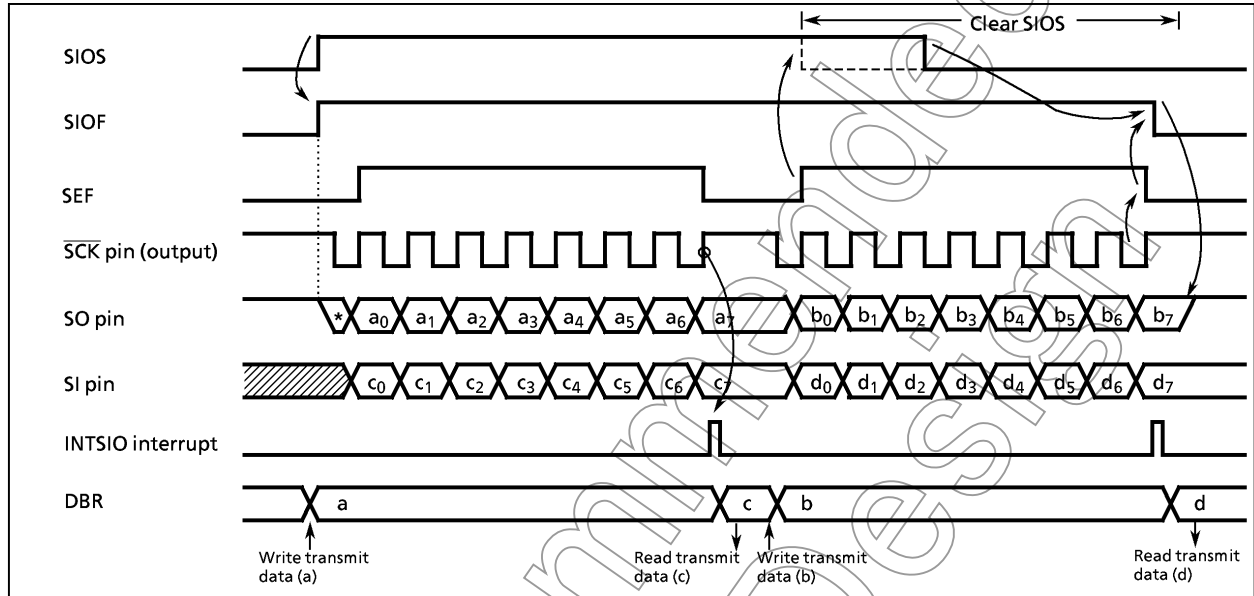 Clear SIOS
SIOS
SIOF
SEF
SCK pin (output)
SO pin
* a0 a1 a2 a3 a4 a5 a6 a7 b0 b1 b2 b3 b4 b5 b6 b7
SI pin
c0 c1 c2 c3 c4 c5 c6 c7 d0 d1 d2 d3 d4 d5 d6 d7
INTSIO interrupt
DBR
a c b d
Write transmit
data (a)
Read transmit
data (c)
Write transmit
data (b)
Read transmit
data (d)
mmende
Design